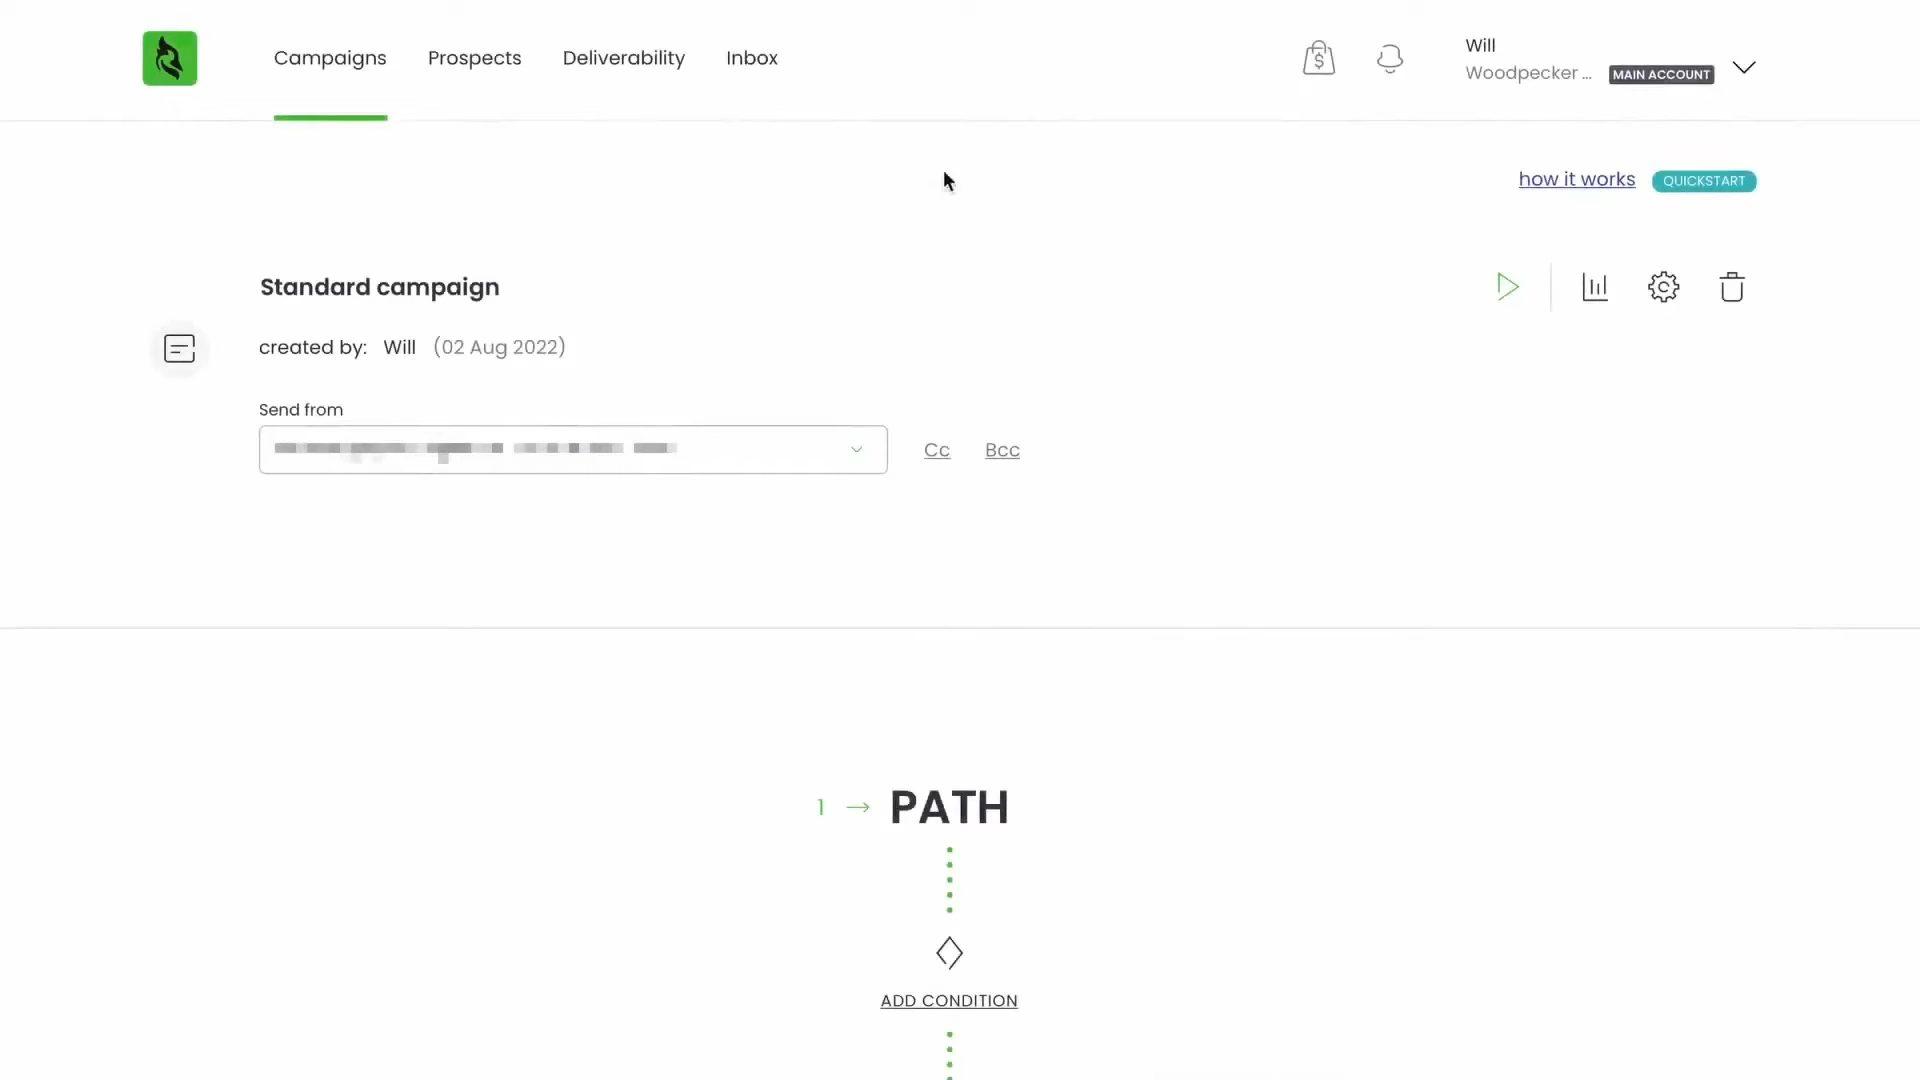 Campaigns Prospects Deliverability Inbox
Will
Woodpecker ... MAIN ACCOUNT
how it works QUICKSTART
Standard campaign
created by: Will (02 Aug 2022)
Send from
Cc Bcc
1 → PATH
ADD CONDITION